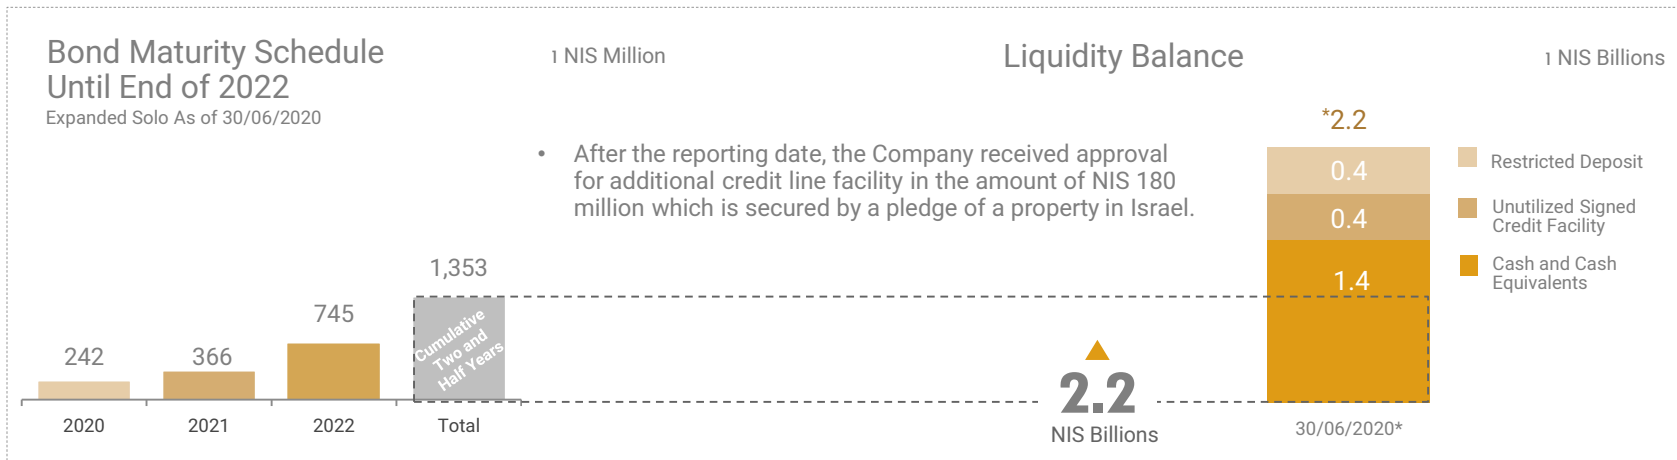 Bond Maturity Schedule
Until End of 2022
Expanded Solo As of 30/06/2020
1 NIS Million
Liquidity Balance
1 NIS Billions
• After the reporting date, the Company received approval
for additional credit line facility in the amount of NIS 180
million which is secured by a pledge of a property in Israel.
242
366
745
1,353
Cumulative
Two and
Half Years
2020
2021
2022
Total
2.2
NIS Billions
*2.2
0.4
0.4
1.4
30/06/2020*
Restricted Deposit
Unutilized Signed
Credit Facility
Cash and Cash
Equivalents